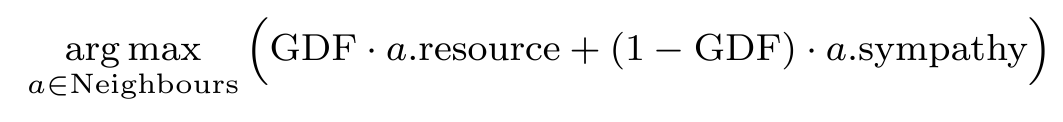 arg max (GDF · a.resource + (1 − GDF) · a.sympathy)
a∈Neighbours